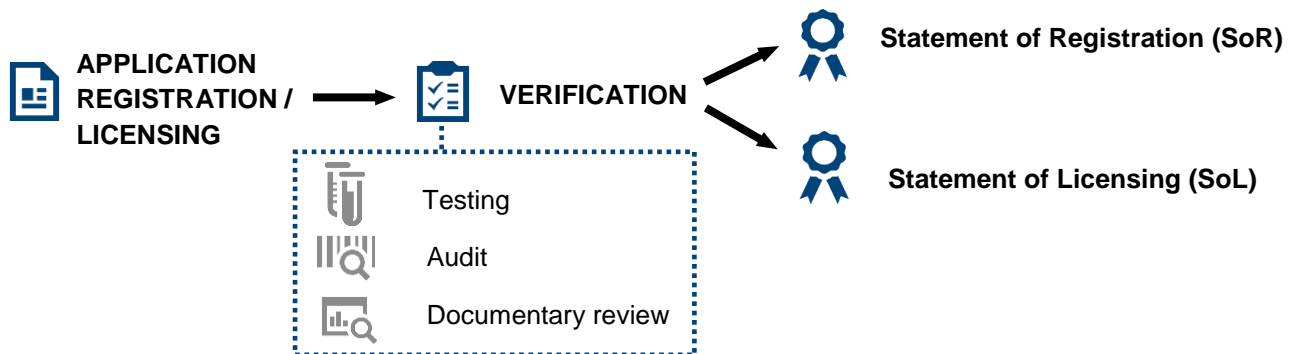 APPLICATION
REGISTRATION /
LICENSING
VERIFICATION
Testing
Audit
Documentary review
Statement of Registration (SoR)
Statement of Licensing (SoL)